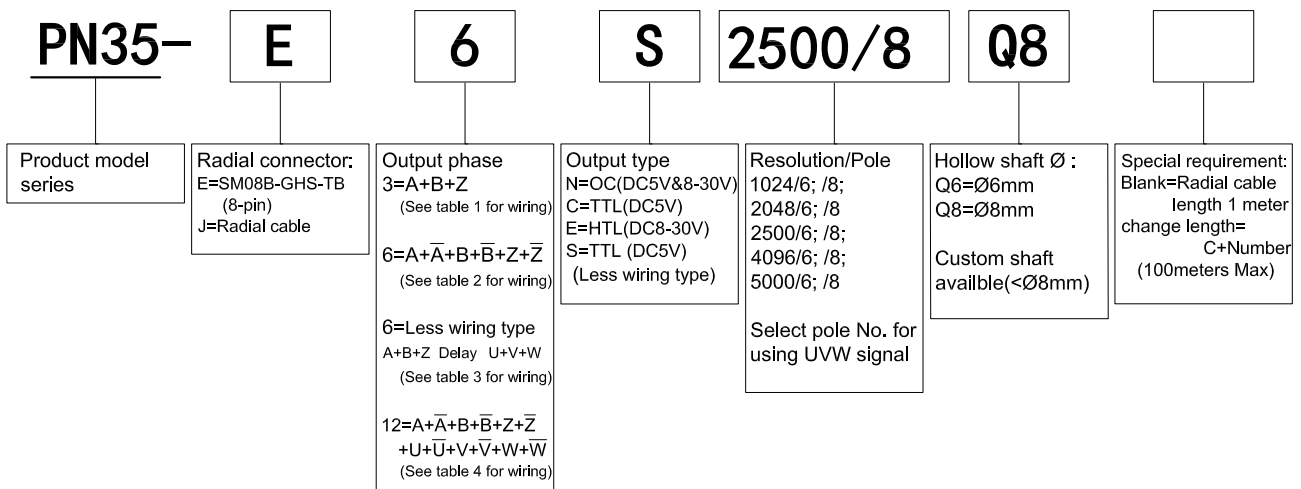 PN35- E 6 S 2500/8 Q8
Product model
series
Radial connector:
E=SM08B-GHS-TB
(8-pin)
J=Radial cable
Output phase
3=A+B+Z
(See table 1 for wiring)
6=A+A̅+B+B̅+Z+Z̅
(See table 2 for wiring)
6=Less wiring type
A+B+Z Delay U+V+W
(See table 3 for wiring)
12=A+A̅+B+B̅+Z+Z̅
+U+U̅+V+V̅+W+W̅
(See table 4 for wiring)
Output type
N=OC(DC5V&8-30V)
C=TTL(DC5V)
E=HTL(DC8-30V)
S=TTL (DC5V)
(Less wiring type)
Resolution/Pole
1024/6; /8;
2048/6; /8
2500/6; /8;
4096/6; /8;
5000/6; /8
Select pole No. for
using UVW signal
Hollow shaft Ø :
Q6=Ø6mm
Q8=Ø8mm
Custom shaft
availble(<Ø8mm)
Special requirement:
Blank=Radial cable
length 1 meter
change length=
C+Number
(100meters Max)